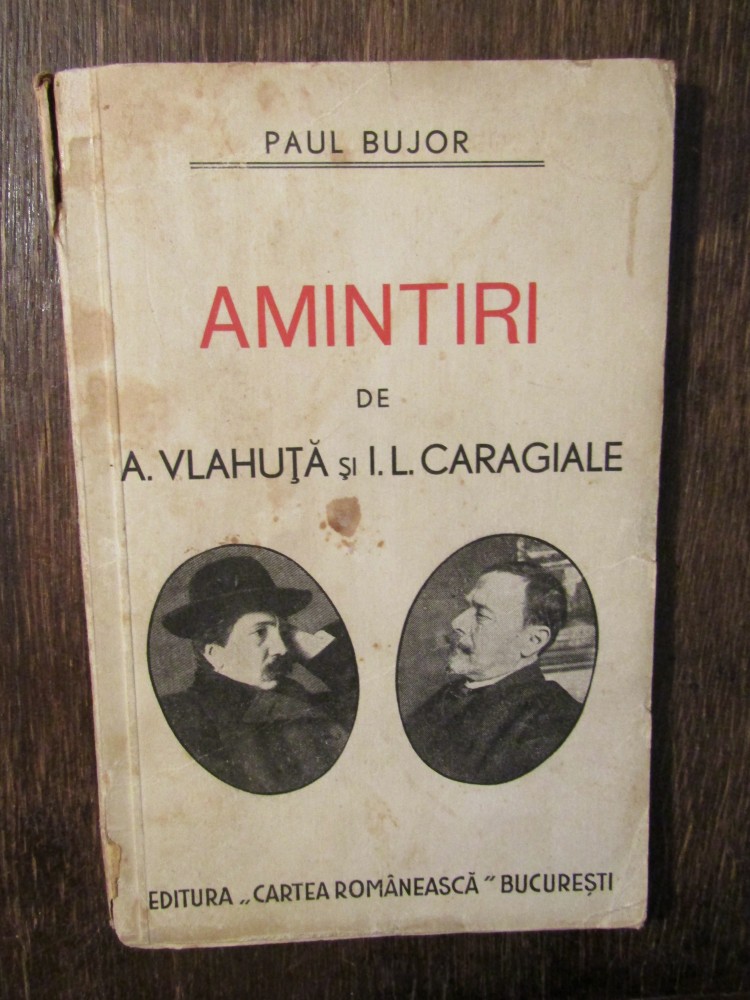 PAUL BUJOR
AMINTIRI
DE
A. VLAHUŢĂ ŞI I. L. CARAGIALE
EDITURA „CARTEA ROMÂNEASCĂ” BUCUREŞTI